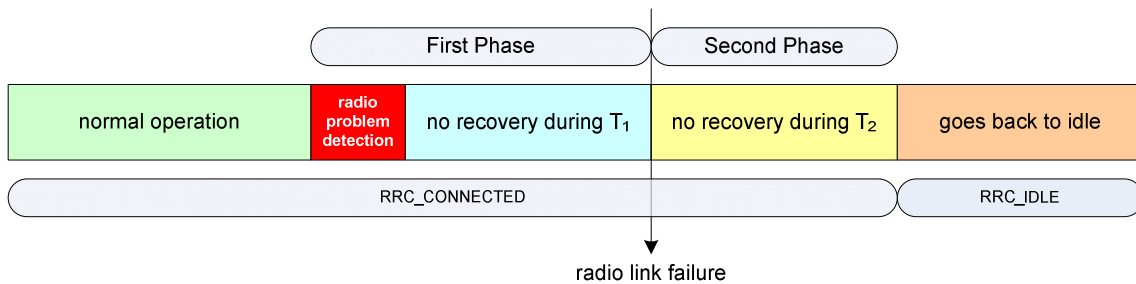 First Phase
Second Phase
normal operation
radio
problem
detection
no recovery during T₁
no recovery during T₂
goes back to idle
RRC_CONNECTED
RRC_IDLE
radio link failure